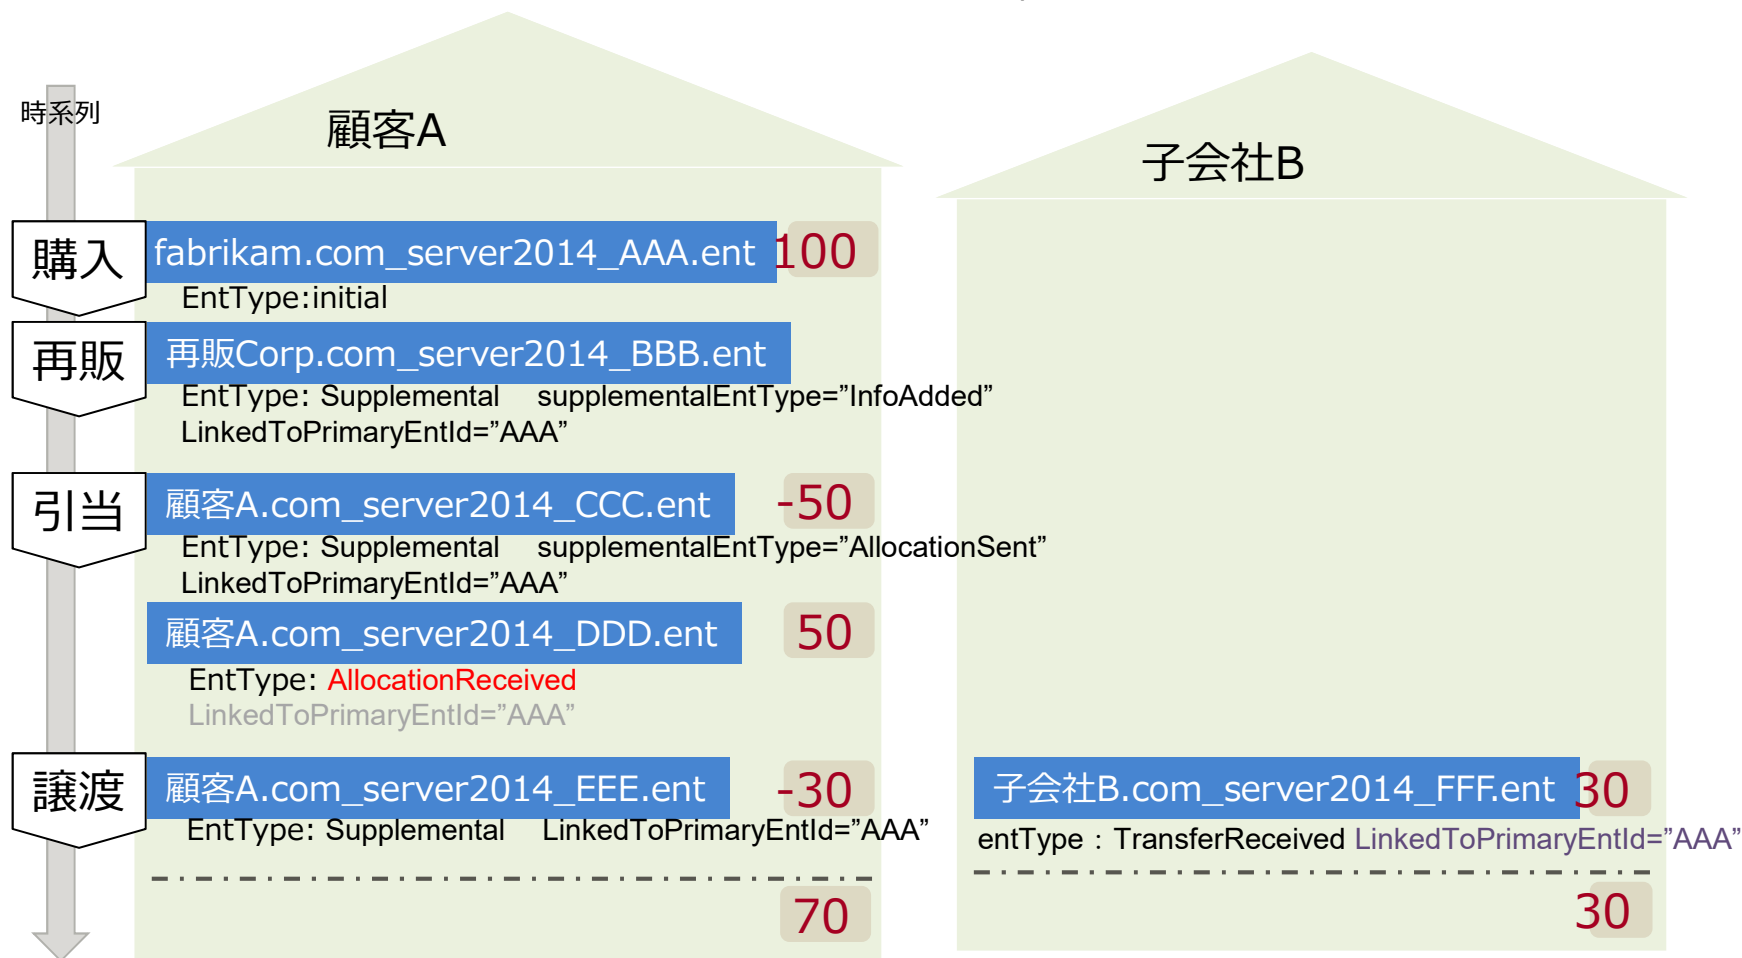 時系列
顧客A
子会社B
購入
fabrikam.com_server2014_AAA.ent
100
EntType:initial
再販
再販Corp.com_server2014_BBB.ent
EntType: Supplemental supplementalEntType=”InfoAdded”
LinkedToPrimaryEntId=”AAA”
引当
顧客A.com_server2014_CCC.ent
-50
EntType: Supplemental supplementalEntType=”AllocationSent”
LinkedToPrimaryEntId=”AAA”
顧客A.com_server2014_DDD.ent
50
EntType: AllocationReceived
LinkedToPrimaryEntId=”AAA”
譲渡
顧客A.com_server2014_EEE.ent
-30
EntType: Supplemental LinkedToPrimaryEntId=”AAA”
子会社B.com_server2014_FFF.ent
30
entType：TransferReceived LinkedToPrimaryEntId=”AAA”
70
30